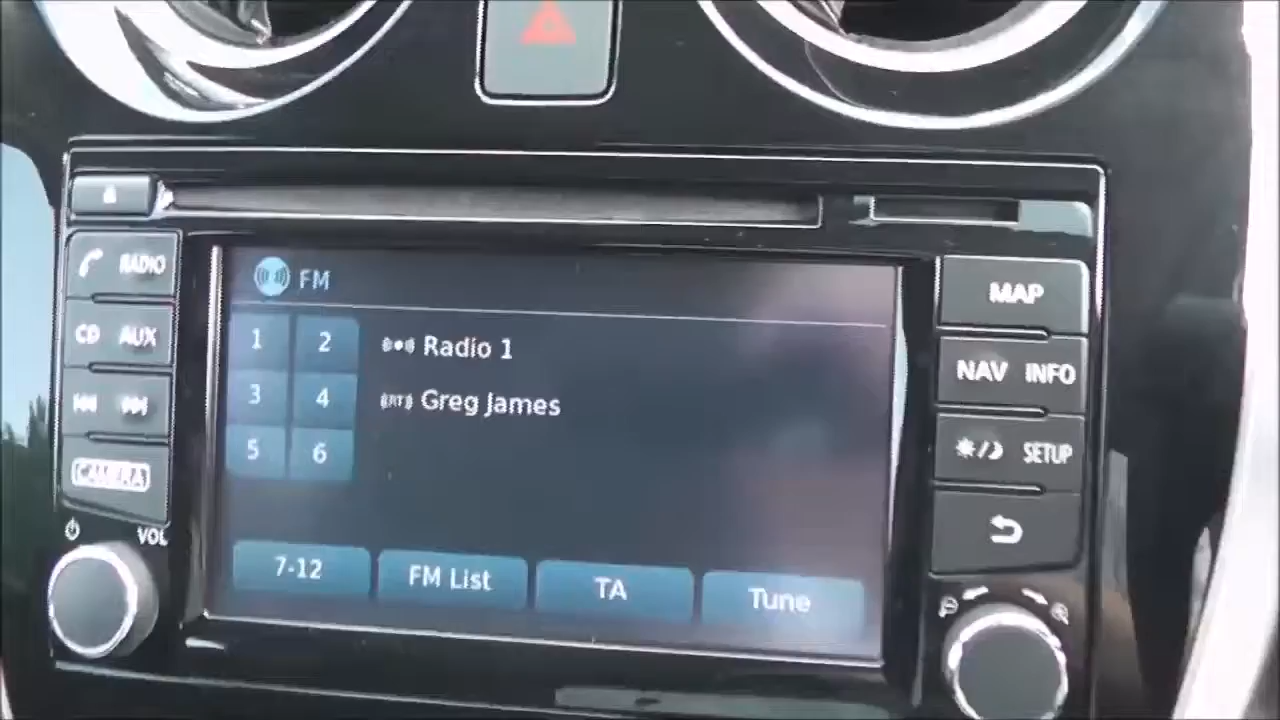 RADIO
CD AUX
CAMERA
VOL
FM
1 2
3 4
5 6
Radio 1
RT Greg James
7-12 FM List TA Tune
MAP
NAV INFO
SETUP